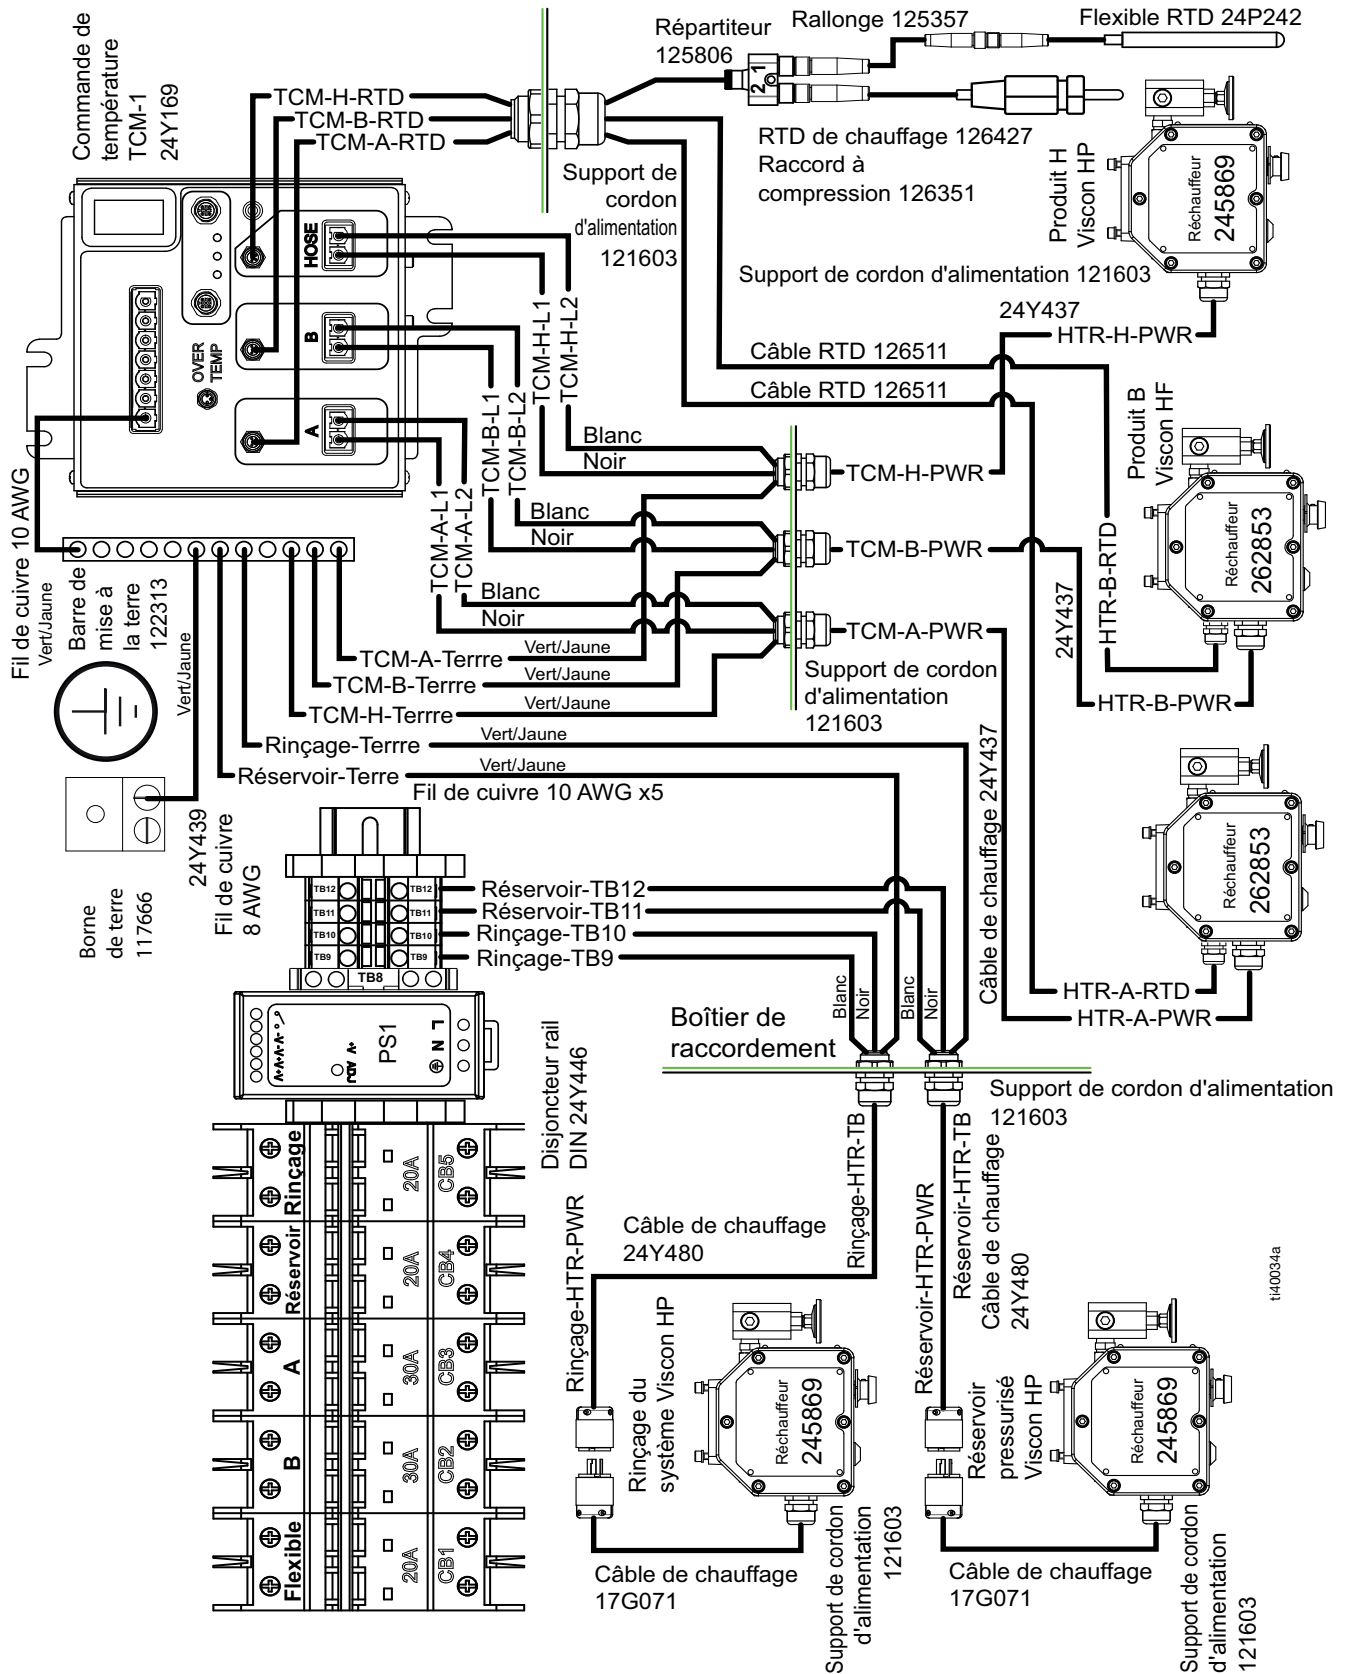 Commande de
température
TCM-1
24Y169
TCM-H-RTD
TCM-B-RTD
TCM-A-RTD
Répartiteur
125806
Rallonge 125357
Flexible RTD 24P242
1
2
RTD de chauffage 126427
Raccord à
compression 126351
Support de
cordon
d'alimentation
121603
Produit H
Viscon HP
Réchauffeur
245869
Support de cordon d'alimentation 121603
24Y437
HTR-H-PWR
Câble RTD 126511
Câble RTD 126511
HOSE
B
A
OVER
TEMP
TCM-H-L1
TCM-H-L2
TCM-B-L1
TCM-B-L2
TCM-A-L1
TCM-A-L2
Blanc
Noir
TCM-H-PWR
Blanc
Noir
TCM-B-PWR
Blanc
Noir
TCM-A-PWR
Produit B
Viscon HF
Réchauffeur
262853
HTR-B-RTD
24Y437
HTR-B-PWR
Fil de cuivre 10 AWG
Vert/Jaune
Barre de
mise à
la terre
122313
Vert/Jaune
TCM-A-Terrre
Vert/Jaune
TCM-B-Terrre
Vert/Jaune
TCM-H-Terrre
Vert/Jaune
Rinçage-Terrre
Vert/Jaune
Réservoir-Terre
Vert/Jaune
Fil de cuivre 10 AWG x5
Support de cordon
d'alimentation
121603
Câble de chauffage 24Y437
Réchauffeur
262853
HTR-A-RTD
HTR-A-PWR
24Y439
Fil de cuivre
8 AWG
Borne
de terre
117666
TB12
TB12
TB11
TB11
TB10
TB10
TB9
TB9
TB8
Réservoir-TB12
Réservoir-TB11
Rinçage-TB10
Rinçage-TB9
Blanc
Noir
Blanc
Noir
Boîtier de
raccordement
Support de cordon d'alimentation
121603
PS1
L
N
+V ADJ
Disjoncteur rail
DIN 24Y446
Rinçage
20A
CB5
Réservoir
20A
CB4
A
30A
CB3
B
30A
CB2
Flexible
20A
CB1
Rinçage-HTR-TB
Réservoir-HTR-TB
Câble de chauffage
24Y480
Rinçage-HTR-PWR
Réservoir-HTR-PWR
Câble de chauffage
24Y480
Rinçage du
système Viscon HP
Réchauffeur
245869
Réservoir
pressurisé
Viscon HP
Réchauffeur
245869
Câble de chauffage
17G071
Support de cordon
d'alimentation
121603
Câble de chauffage
17G071
Support de cordon
d'alimentation
121603
ti40034a